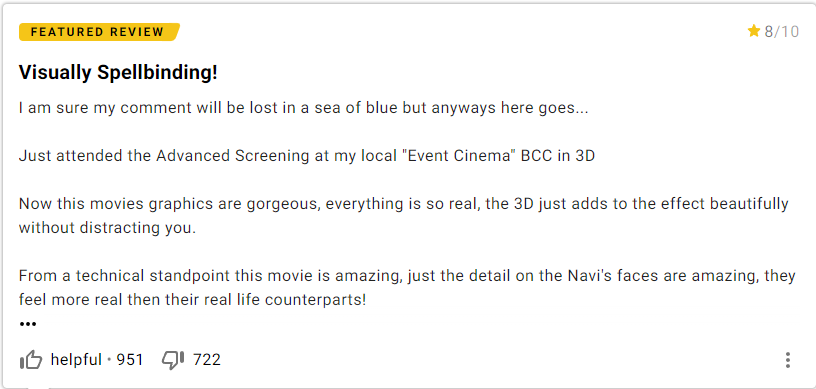 FEATURED REVIEW
8/10
Visually Spellbinding!
I am sure my comment will be lost in a sea of blue but anyways here goes...
Just attended the Advanced Screening at my local "Event Cinema" BCC in 3D
Now this movies graphics are gorgeous, everything is so real, the 3D just adds to the effect beautifully
without distracting you.
From a technical standpoint this movie is amazing, just the detail on the Navi's faces are amazing, they
feel more real then their real life counterparts!
•••
helpful • 951 722